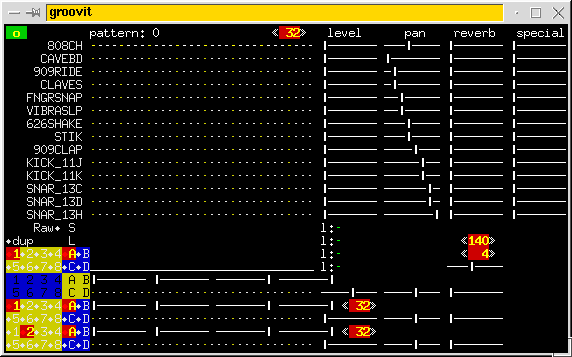 groovit
o pattern: 0 32 level pan reverb special
808CH
CAVEBD
909RIDE
CLAVES
FNGRSNAP
VIBRASLP
626SHAKE
STIK
909CLAP
KICK_11J
KICK_11K
SNAR_13C
SNAR_13D
SNAR_13H
Raw S 1:-
dup L 1:- 140
1 2 3 4 A B 1:- 4
5 6 7 8 C D 1:-
1 2 3 4 A B
5 6 7 8 C D
1 2 3 4 A B 32
5 6 7 8 C D
1 2 3 4 A B 32
5 6 7 8 C D